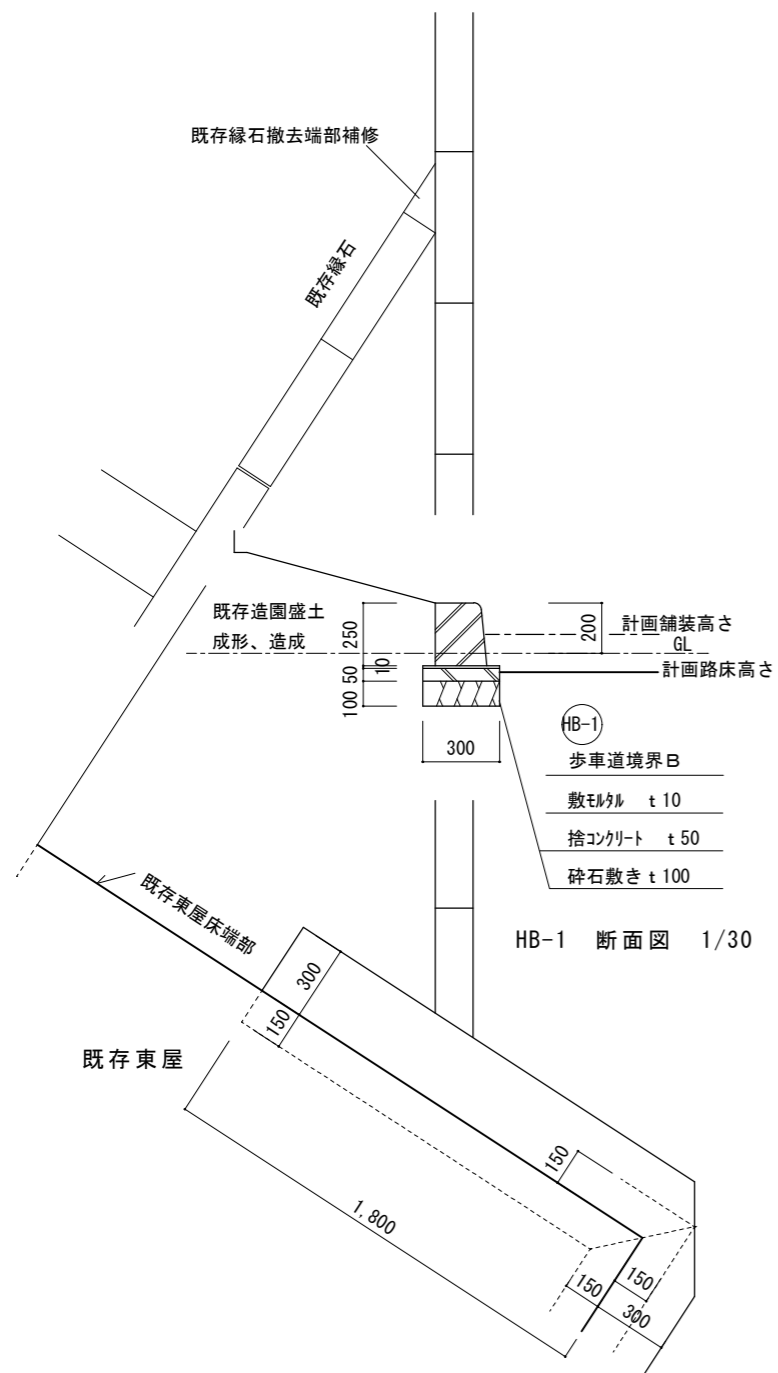 既存縁石撤去端部補修
既存縁石
既存造園盛土
成形、造成
250
10
50
100
300
200
計画舗装高さ
GL
計画路床高さ
HB-1
歩車道境界B
敷モルタル t 10
捨コンクリート t 50
砕石敷き t 100
HB-1 断面図 1/30
既存東屋床端部
300
150
既存東屋
1,800
150
150
150
300